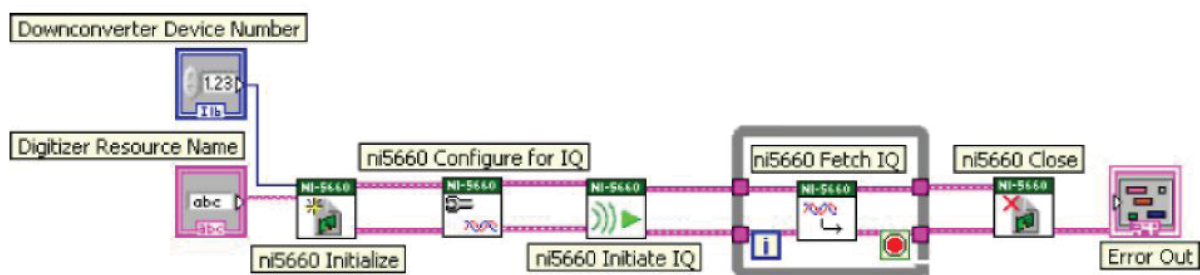 Downconverter Device Number
1.23
I16
Digitizer Resource Name
abc
abc
ni5660 Configure for IQ
ni5660 Fetch IQ
ni5660 Close
NI-5660
NI-5660
NI-5660
NI-5660
NI-5660
i
ni5660 Initialize
ni5660 Initiate IQ
Error Out